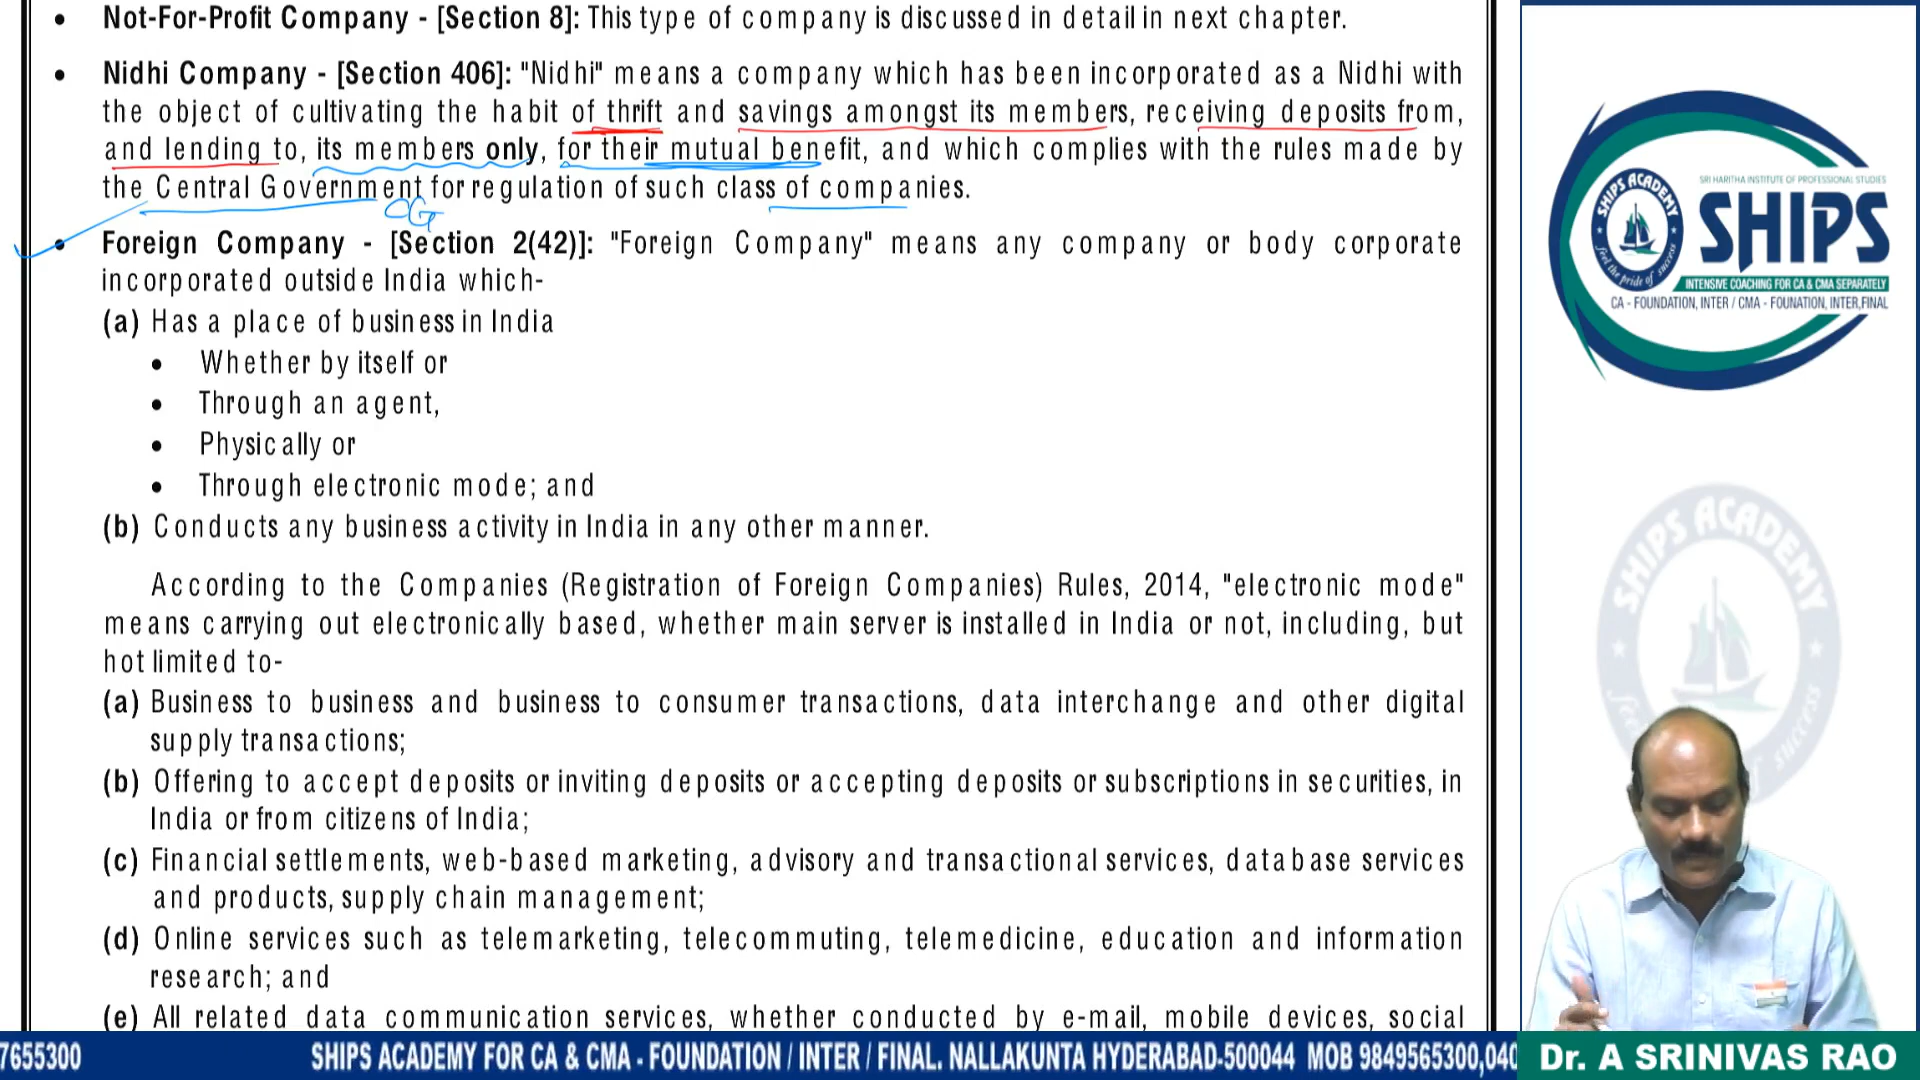 • Not-For-Profit Company - [Section 8]: This type of company is discussed in detail in next chapter.
• Nidhi Company - [Section 406]: "Nidhi" means a company which has been incorporated as a Nidhi with
the object of cultivating the habit of thrift and savings amongst its members, receiving deposits from,
and lending to, its members only, for their mutual benefit, and which complies with the rules made by
the Central Government for regulation of such class of companies.
CG
• Foreign Company - [Section 2(42)]: "Foreign Company" means any company or body corporate
incorporated outside India which-
(a) Has a place of business in India
• Whether by itself or
• Through an agent,
• Physically or
• Through electronic mode; and
(b) Conducts any business activity in India in any other manner.
According to the Companies (Registration of Foreign Companies) Rules, 2014, "electronic mode"
means carrying out electronically based, whether main server is installed in India or not, including, but
hot limited to-
(a) Business to business and business to consumer transactions, data interchange and other digital
supply transactions;
(b) Offering to accept deposits or inviting deposits or accepting deposits or subscriptions in securities, in
India or from citizens of India;
(c) Financial settlements, web-based marketing, advisory and transactional services, database services
and products, supply chain management;
(d) Online services such as telemarketing, telecommuting, telemedicine, education and information
research; and
(e) All related data communication services, whether conducted by e-mail, mobile devices, social
SRI HARITHA INSTITUTE OF PROFESSIONAL STUDIES
SHIPS ACADEMY
feel the pride of success
SHIPS
INTENSIVE COACHING FOR CA & CMA SEPARATELY
CA - FOUNDATION, INTER / CMA - FOUNATION, INTER,FINAL
SHIPS ACADEMY
success
7655300
SHIPS ACADEMY FOR CA & CMA - FOUNDATION / INTER / FINAL. NALLAKUNTA HYDERABAD-500044 MOB 9849565300,040
Dr. A SRINIVAS RAO